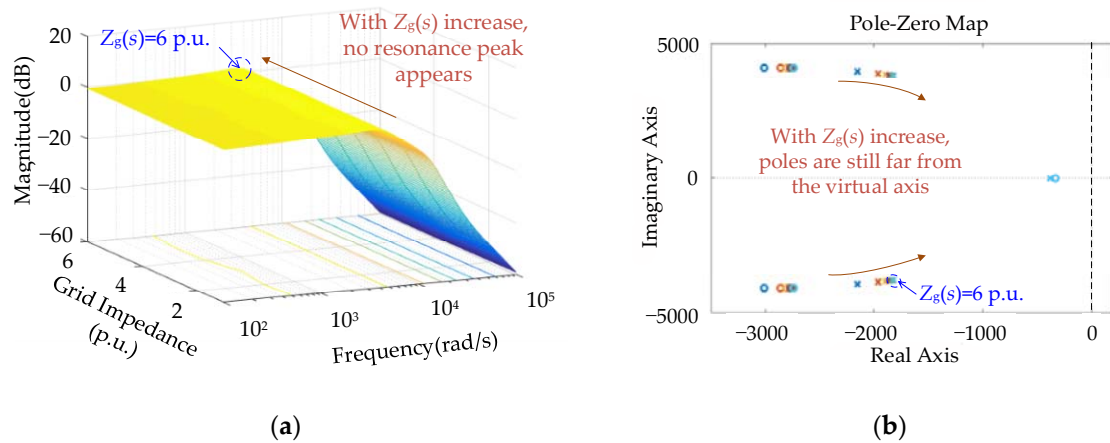 20
0
−20
−40
−60
Magnitude(dB)
Zg(s)=6 p.u.
With Zg(s) increase,
no resonance peak
appears
6
4
2
Grid Impedance
(p.u.)
10²
10³
10⁴
10⁵
Frequency(rad/s)
(a)
Pole-Zero Map
5000
0
−5000
Imaginary Axis
With Zg(s) increase,
poles are still far from
the virtual axis
Zg(s)=6 p.u.
−3000
−2000
−1000
0
Real Axis
(b)